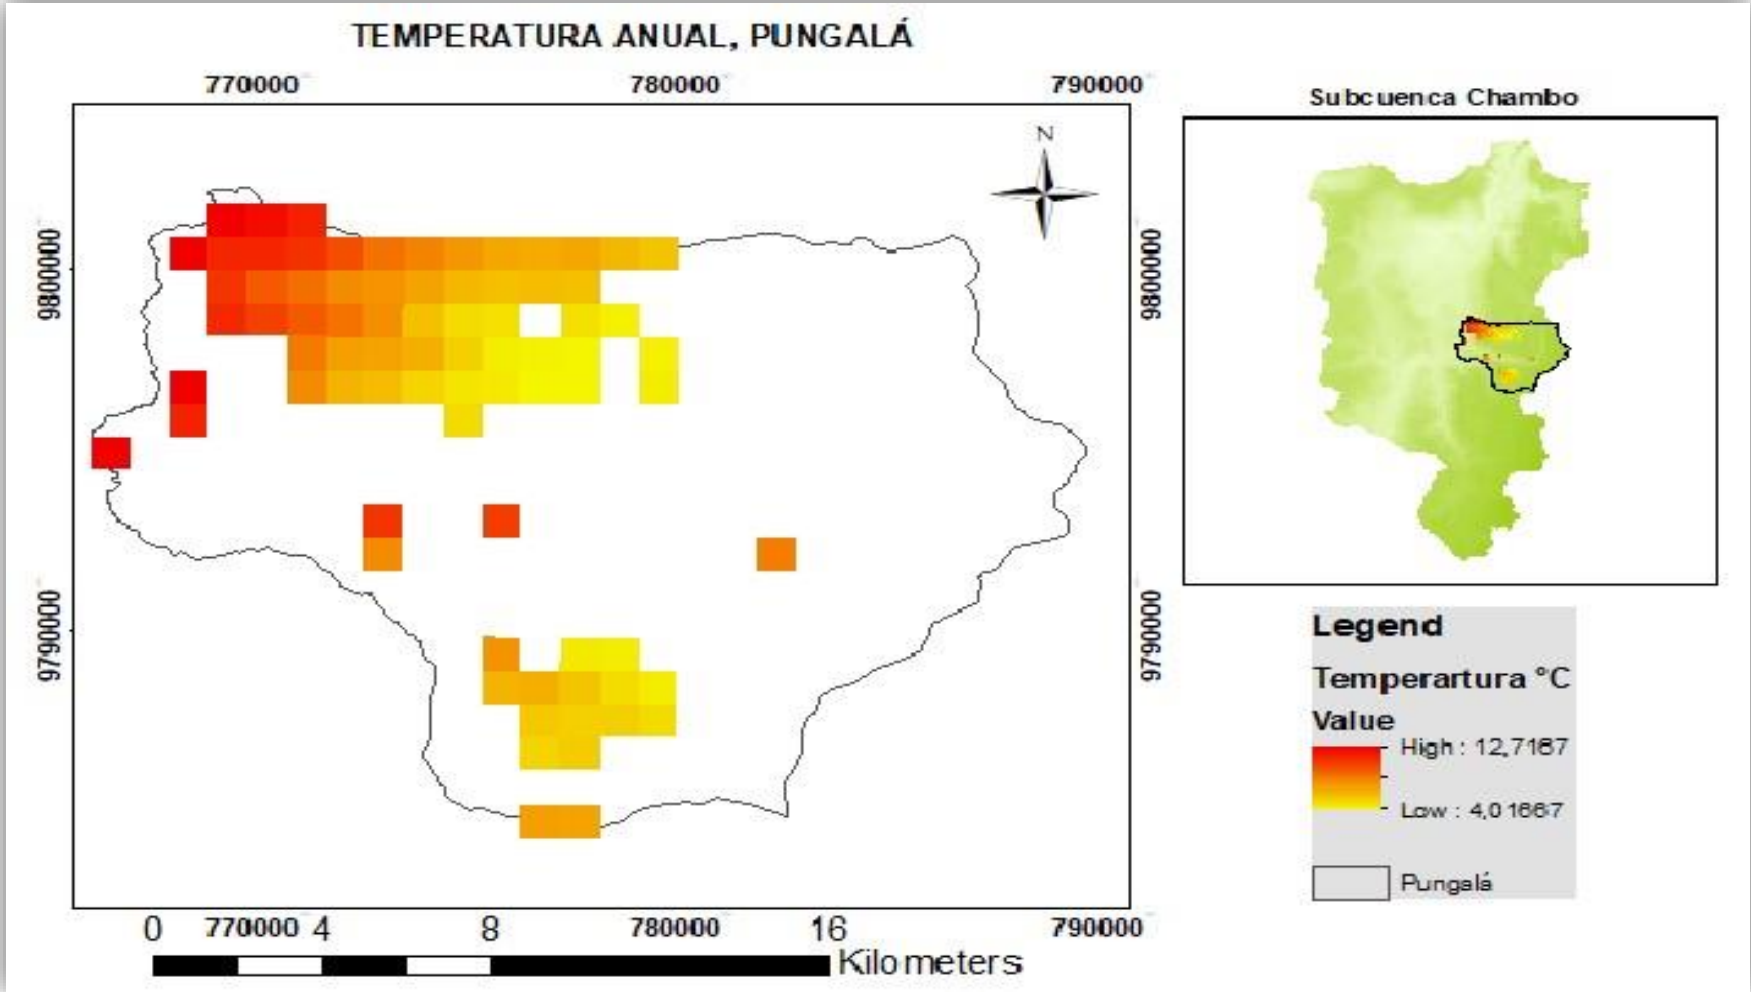 TEMPERATURA ANUAL, PUNGALÁ
770000 780000 790000
Subcuenca Chambo
N
9800000 9800000
9790000 9790000
Legend
Temperartura °C
Value
High : 12,7167
Low : 4,01667
Pungalá
770000 780000 790000
0 4 8 16
Kilometers